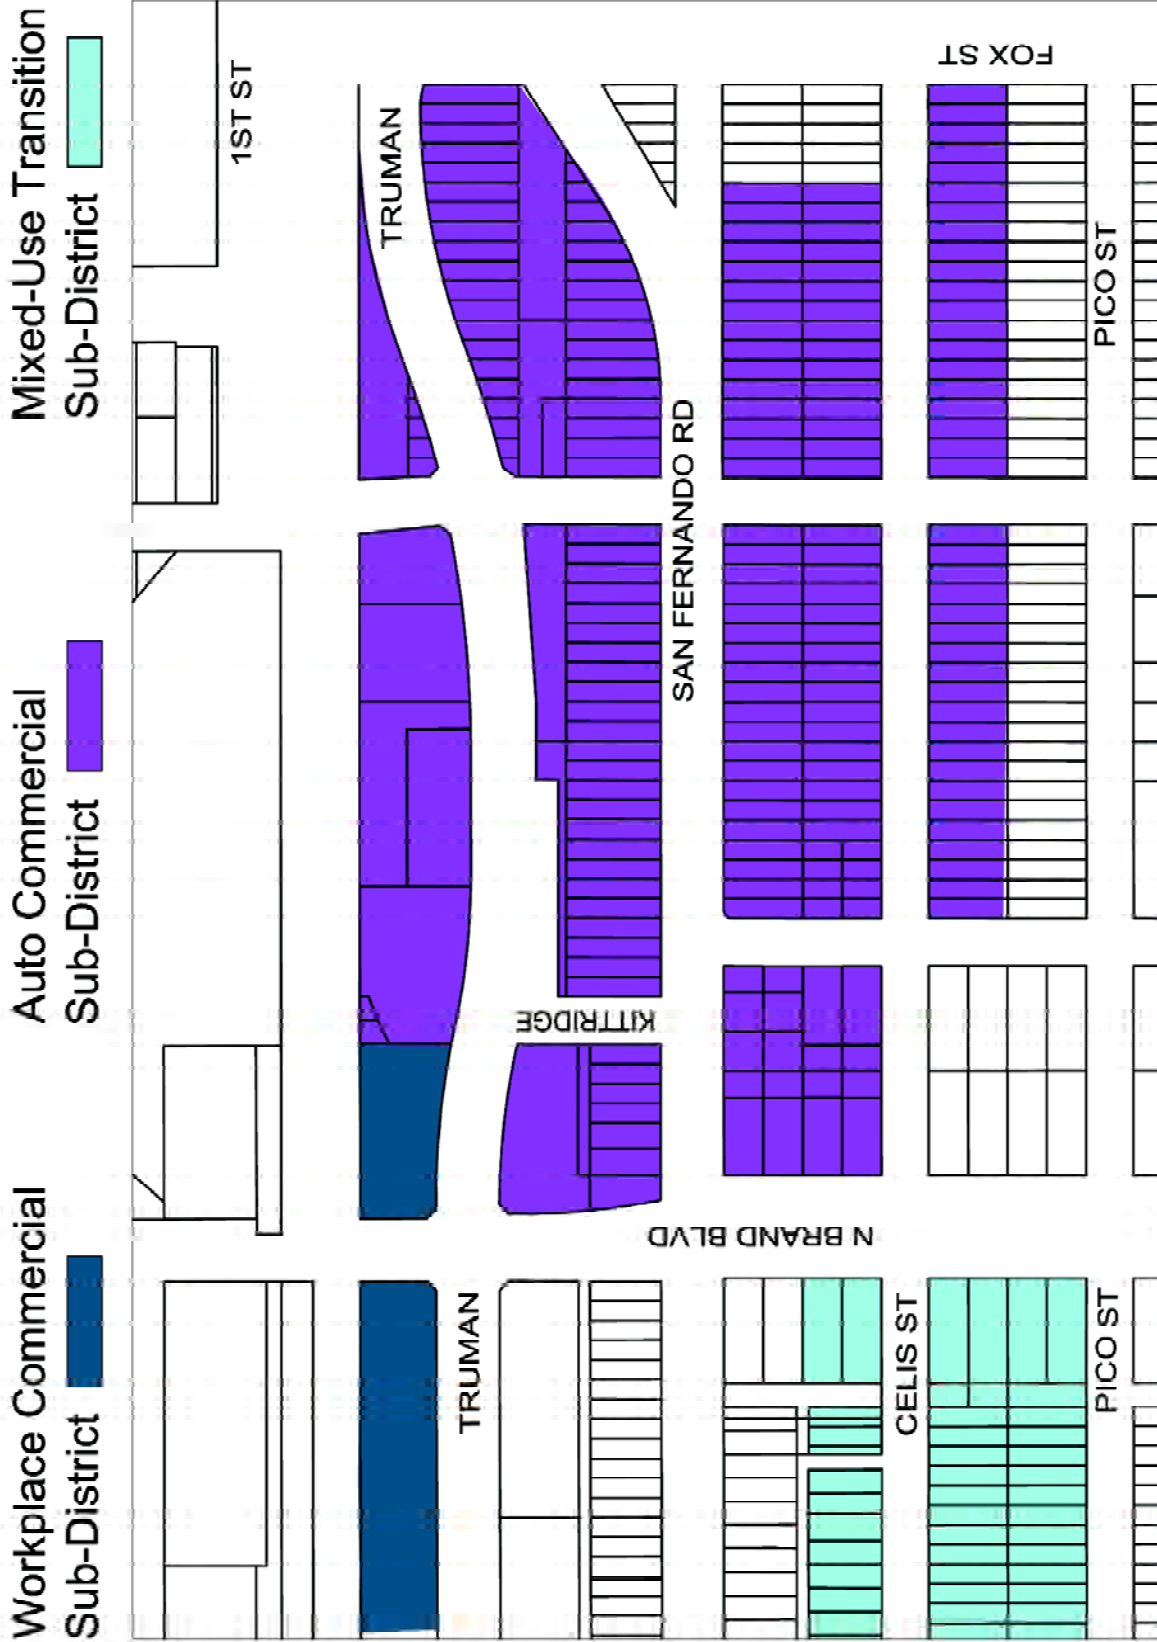 Workplace Commercial
Sub-District
Auto Commercial
Sub-District
Mixed-Use Transition
Sub-District
1ST ST
TRUMAN
FOX ST
PICO ST
SAN FERNANDO RD
KITTRIDGE
N BRAND BLVD
TRUMAN
CELIS ST
PICO ST